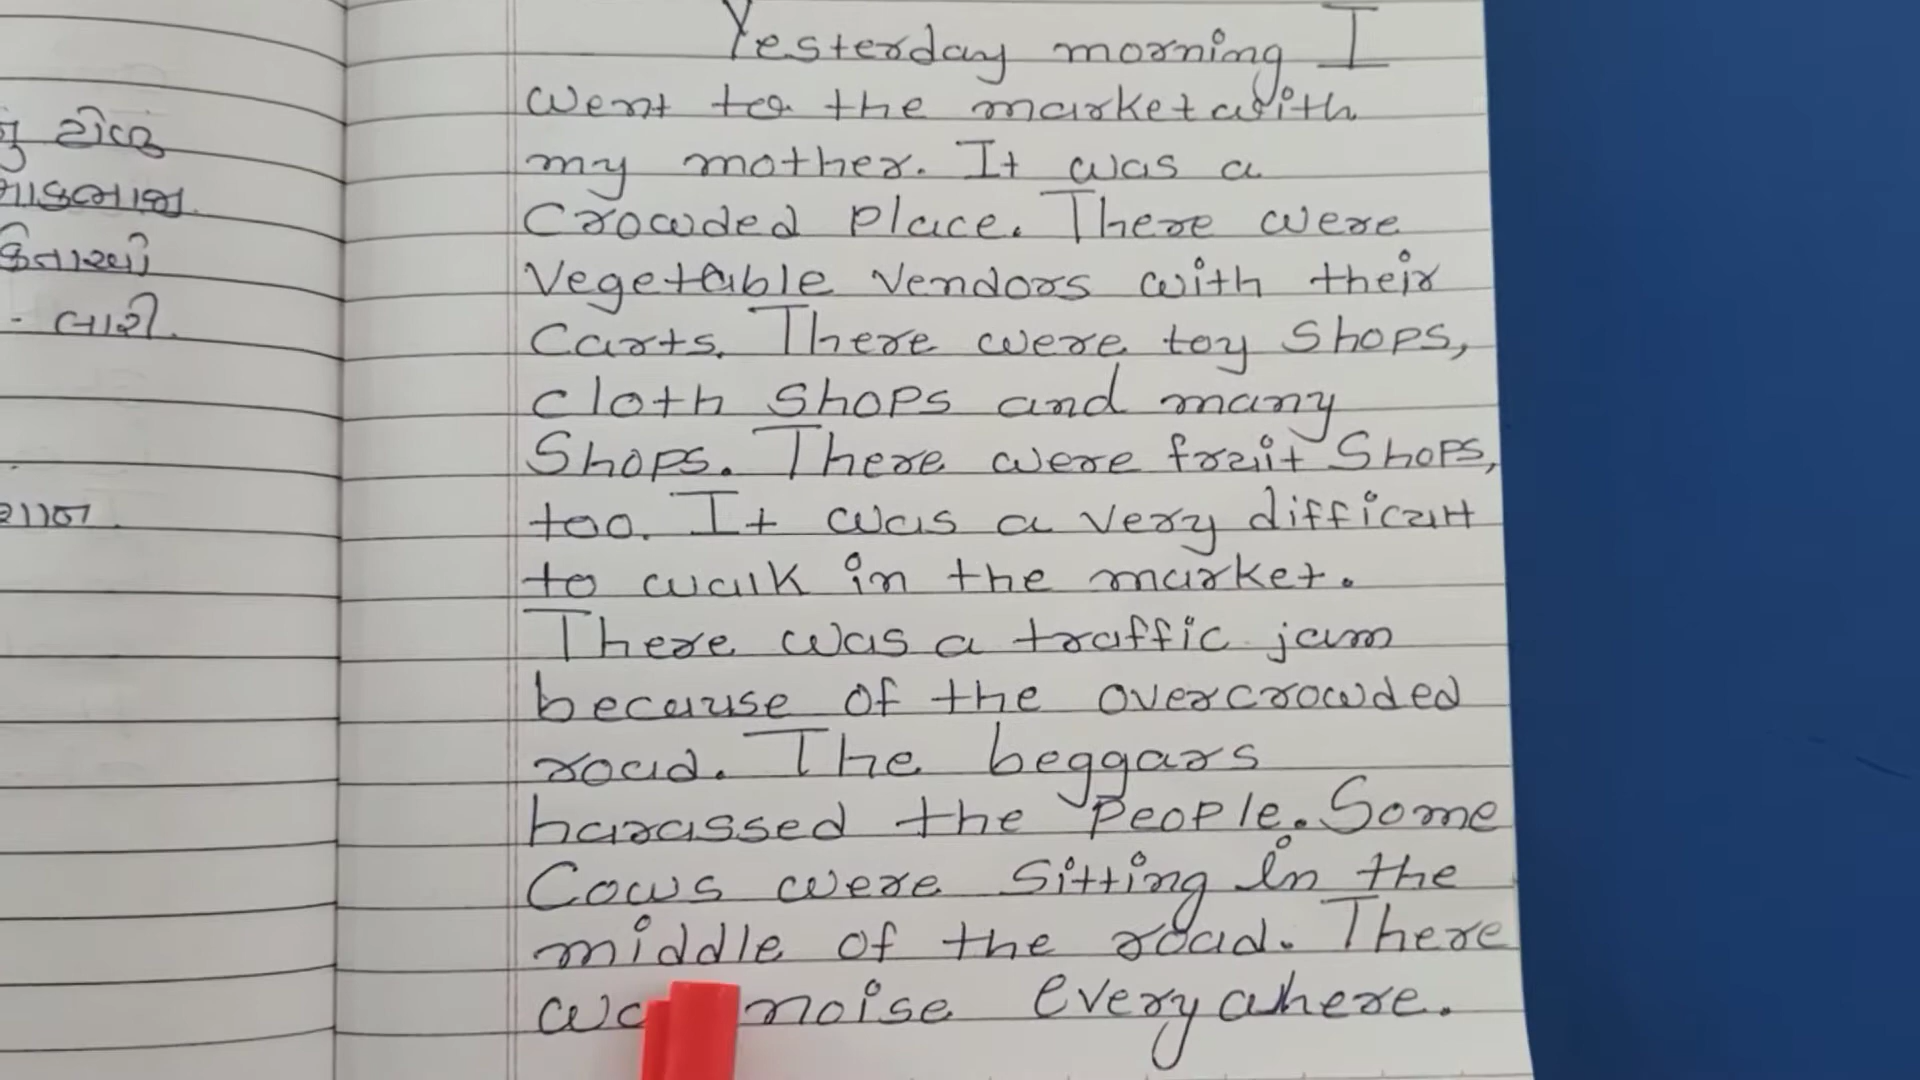 Yesterday morning I
went to the market with
my mother. It was a
Crowded place. There were
Vegetable Vendors with their
Carts. There were toy Shops,
cloth Shops and many
Shops. There were fruit Shops,
too. It was a very difficult
to walk in the market.
There was a traffic jam
because of the overcrowded
road. The beggars
harassed the people. Some
Cows were sitting in the
middle of the road. There
noise everywhere.